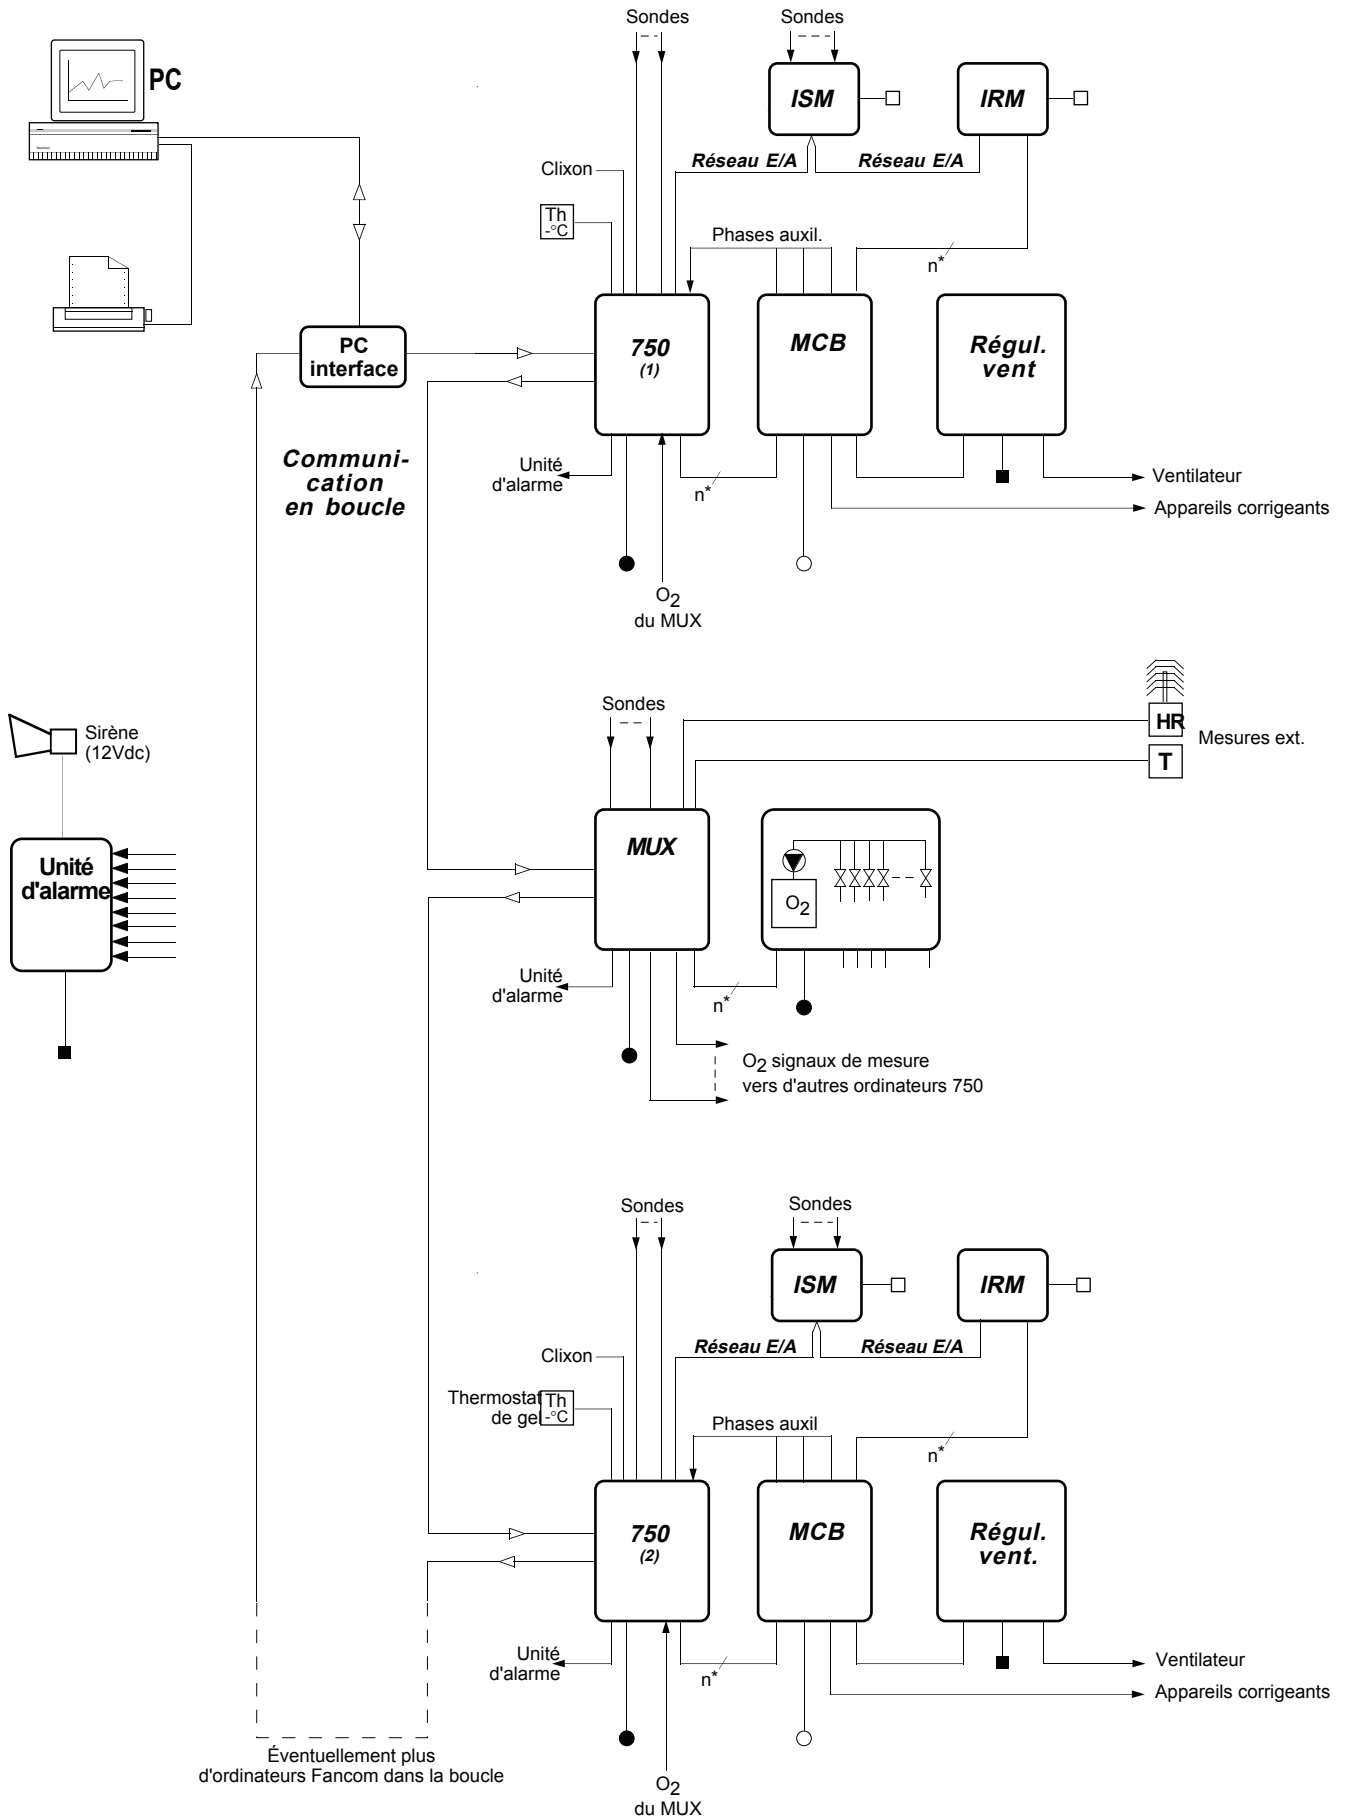 Sondes
Sondes
PC
ISM
IRM
Clixon
Réseau E/A
Réseau E/A
Th
-°C
Phases auxil.
n*
PC
interface
750
(1)
MCB
Régul.
vent
Communi-
cation
en boucle
Unité
d'alarme
n*
Ventilateur
Appareils corrigeants
O2
du MUX
Sondes
HR
Mesures ext.
T
Sirène
(12Vdc)
Unité
d'alarme
MUX
O2
Unité
d'alarme
n*
O2 signaux de mesure
vers d'autres ordinateurs 750
Sondes
Sondes
ISM
IRM
Clixon
Réseau E/A
Réseau E/A
Thermostat
de gel
Th
-°C
Phases auxil
n*
750
(2)
MCB
Régul.
vent.
Unité
d'alarme
n*
Ventilateur
Appareils corrigeants
Éventuellement plus
d'ordinateurs Fancom dans la boucle
O2
du MUX